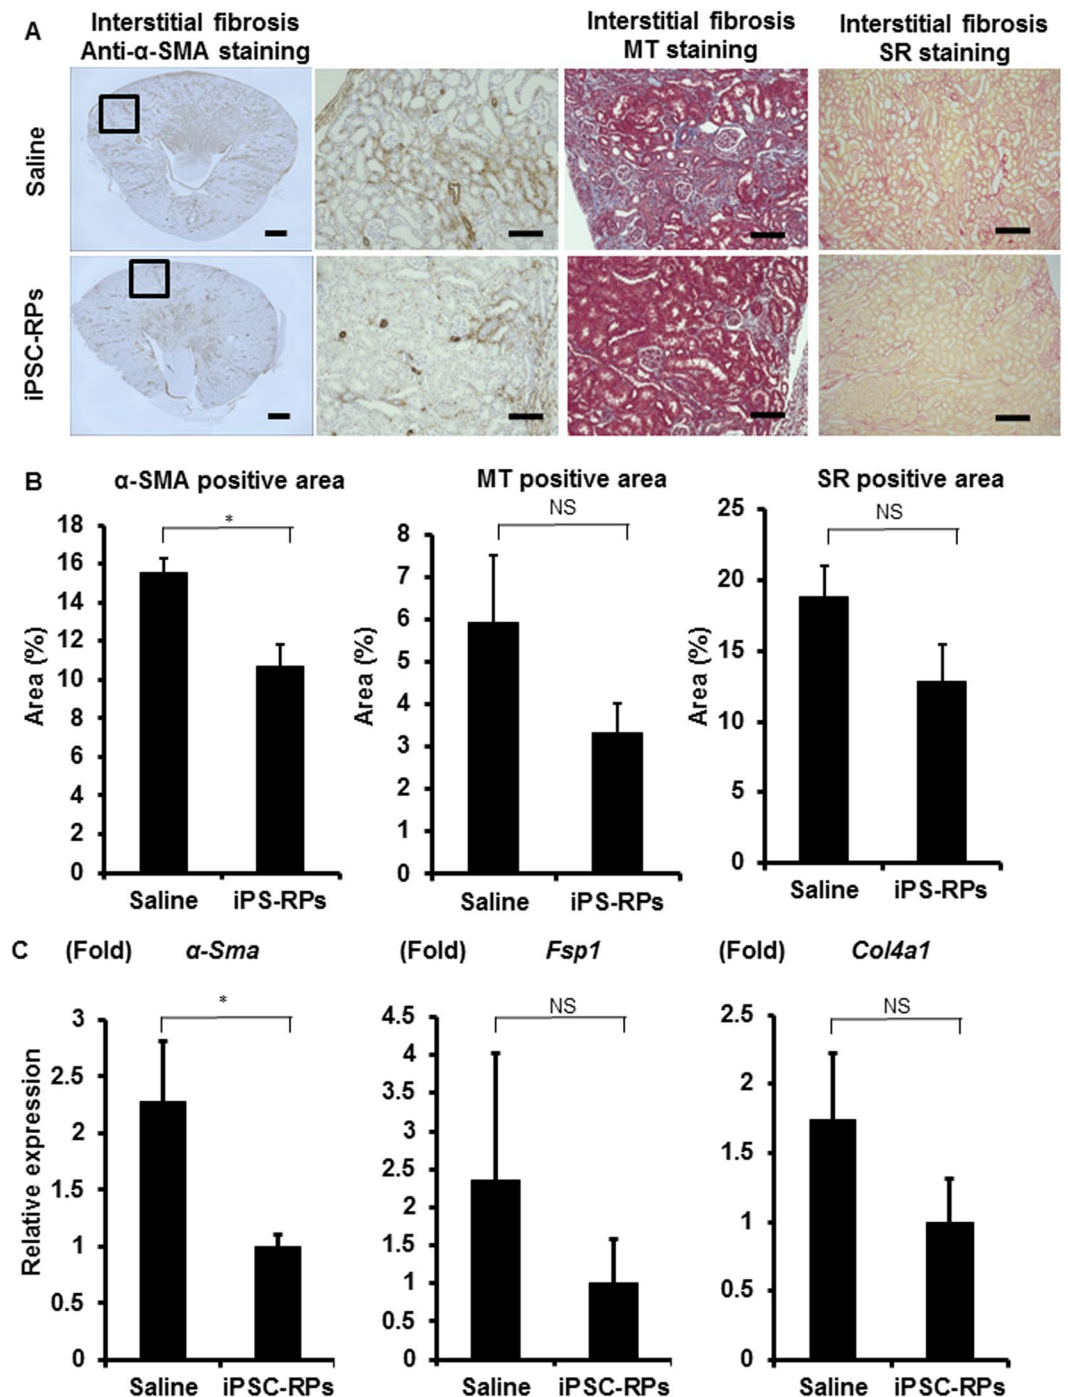 A
Interstitial fibrosis
Anti-α-SMA staining
Interstitial fibrosis
MT staining
Interstitial fibrosis
SR staining
Saline
iPSC-RPs
B
α-SMA positive area
MT positive area
SR positive area
*
NS
NS
Area (%)
18
16
14
12
10
8
6
4
2
0
Saline iPS-RPs
Area (%)
8
7
6
5
4
3
2
1
0
Saline iPS-RPs
Area (%)
25
20
15
10
5
0
Saline iPS-RPs
C
(Fold) α-Sma
(Fold) Fsp1
(Fold) Col4a1
*
NS
NS
Relative expression
3
2.5
2
1.5
1
0.5
0
Saline iPSC-RPs
4.5
4
3.5
3
2.5
2
1.5
1
0.5
0
Saline iPSC-RPs
2.5
2
1.5
1
0.5
0
Saline iPSC-RPs